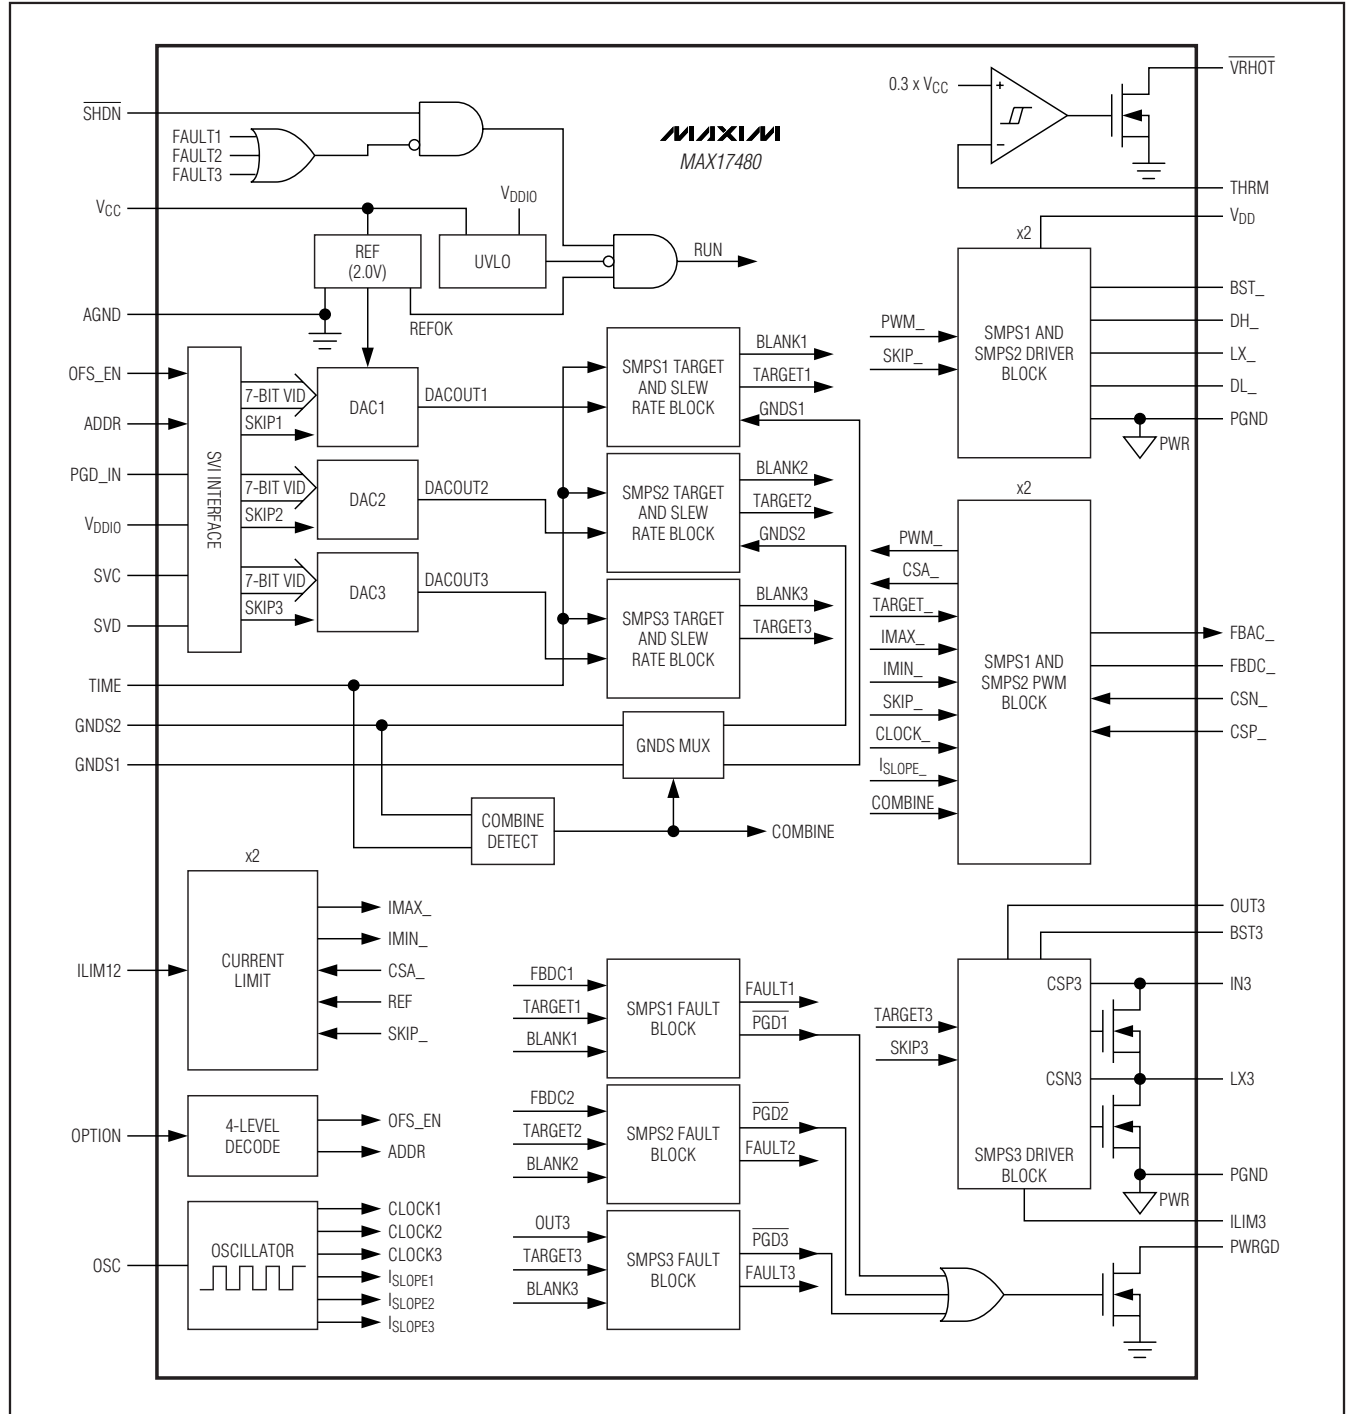 SHDN
FAULT1
FAULT2
FAULT3
VCC
AGND
OFS_EN
ADDR
PGD_IN
VDDIO
SVC
SVD
TIME
GNDS2
GNDS1
ILIM12
OPTION
OSC
MAXIM
MAX17480
VDDIO
REF
(2.0V)
UVLO
RUN
REFOK
SVI INTERFACE
7-BIT VID
SKIP1
DAC1
DACOUT1
7-BIT VID
SKIP2
DAC2
DACOUT2
7-BIT VID
SKIP3
DAC3
DACOUT3
SMPS1 TARGET
AND SLEW
RATE BLOCK
BLANK1
TARGET1
GNDS1
SMPS2 TARGET
AND SLEW
RATE BLOCK
BLANK2
TARGET2
GNDS2
SMPS3 TARGET
AND SLEW
RATE BLOCK
BLANK3
TARGET3
GNDS MUX
COMBINE
DETECT
COMBINE
x2
CURRENT
LIMIT
IMAX_
IMIN_
CSA_
REF
SKIP_
4-LEVEL
DECODE
OFS_EN
ADDR
OSCILLATOR
CLOCK1
CLOCK2
CLOCK3
ISLOPE1
ISLOPE2
ISLOPE3
FBDC1
TARGET1
BLANK1
SMPS1 FAULT
BLOCK
FAULT1
PGD1
FBDC2
TARGET2
BLANK2
SMPS2 FAULT
BLOCK
PGD2
FAULT2
OUT3
TARGET3
BLANK3
SMPS3 FAULT
BLOCK
PGD3
FAULT3
0.3 x VCC
+
−
VRHOT
THRM
VDD
x2
PWM_
SKIP_
SMPS1 AND
SMPS2 DRIVER
BLOCK
BST_
DH_
LX_
DL_
PGND
PWR
x2
PWM_
CSA_
TARGET_
IMAX_
IMIN_
SKIP_
CLOCK_
ISLOPE_
COMBINE
SMPS1 AND
SMPS2 PWM
BLOCK
FBAC_
FBDC_
CSN_
CSP_
OUT3
BST3
TARGET3
SKIP3
CSP3
CSN3
SMPS3 DRIVER
BLOCK
IN3
LX3
PGND
PWR
ILIM3
PWRGD